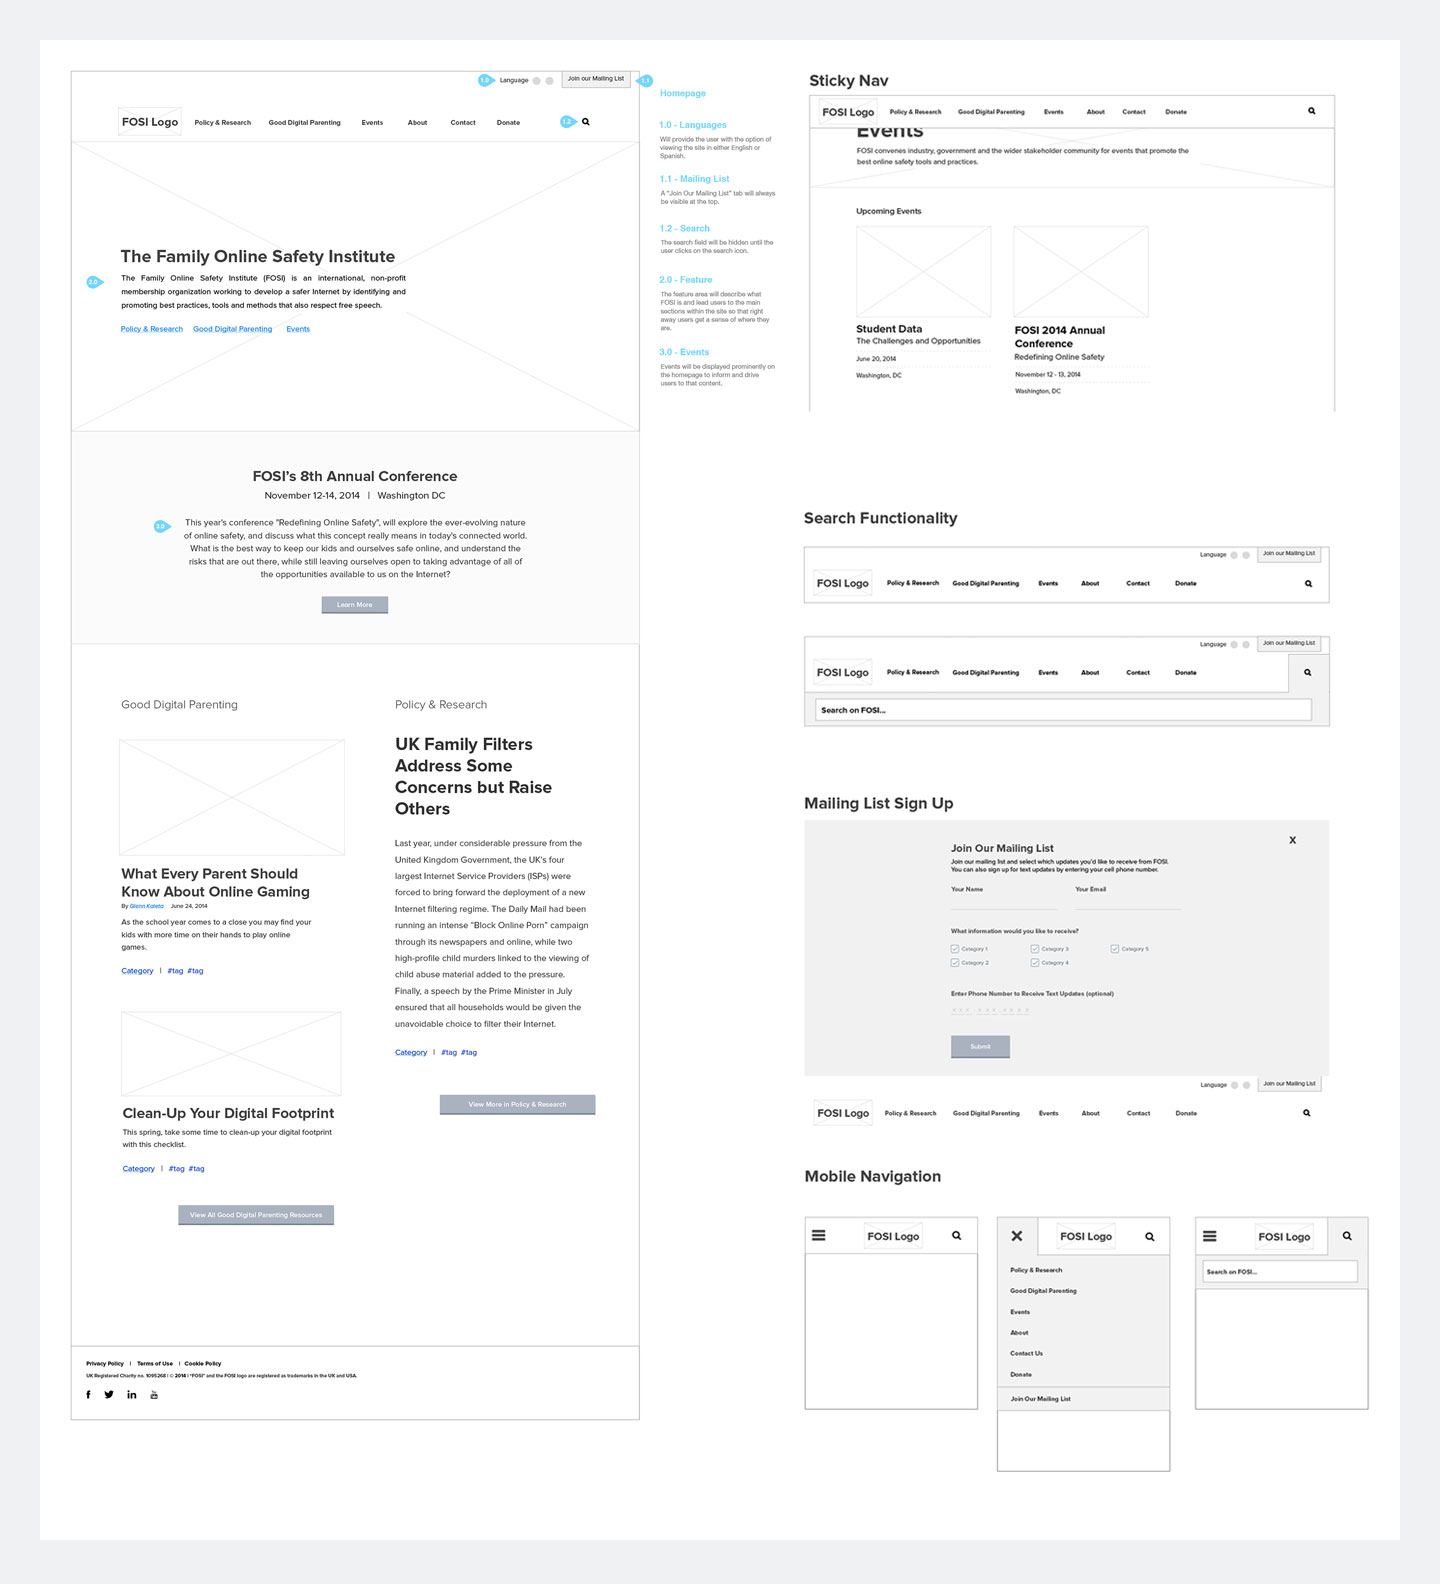 1.0
Language
Join our Mailing List
1.1
FOSI Logo
Policy & Research
Good Digital Parenting
Events
About
Contact
Donate
1.2
The Family Online Safety Institute
2.0
The Family Online Safety Institute (FOSI) is an international, non-profit
membership organization working to develop a safer Internet by identifying and
promoting best practices, tools and methods that also respect free speech.
Policy & Research
Good Digital Parenting
Events
FOSI's 8th Annual Conference
November 12-14, 2014 | Washington DC
3.0
This year's conference "Redefining Online Safety", will explore the ever-evolving nature
of online safety, and discuss what this concept really means in today's connected world.
What is the best way to keep our kids and ourselves safe online, and understand the
risks that are out there, while still leaving ourselves open to taking advantage of all of
the opportunities available to us on the Internet?
Learn More
Good Digital Parenting
What Every Parent Should
Know About Online Gaming
By Glenn Kaleta June 24, 2014
As the school year comes to a close you may find your
kids with more time on their hands to play online
games.
Category | #tag #tag
Clean-Up Your Digital Footprint
This spring, take some time to clean-up your digital footprint
with this checklist.
Category | #tag #tag
View All Good Digital Parenting Resources
Policy & Research
UK Family Filters
Address Some
Concerns but Raise
Others
Last year, under considerable pressure from the
United Kingdom Government, the UK's four
largest Internet Service Providers (ISPs) were
forced to bring forward the deployment of a new
Internet filtering regime. The Daily Mail had been
running an intense "Block Online Porn" campaign
through its newspapers and online, while two
high-profile child murders linked to the viewing of
child abuse material added to the pressure.
Finally, a speech by the Prime Minister in July
ensured that all households would be given the
unavoidable choice to filter their Internet.
Category | #tag #tag
View More in Policy & Research
Privacy Policy | Terms of Use | Cookie Policy
UK Registered Charity no. 1095268 | © 2014 | "FOSI" and the FOSI logo are registered as trademarks in the UK and USA.
Homepage
1.0 - Languages
Will provide the user with the option of
viewing the site in either English or
Spanish.
1.1 - Mailing List
A "Join Our Mailing List" tab will always
be visible at the top.
1.2 - Search
The search field will be hidden until the
user clicks on the search icon.
2.0 - Feature
The feature area will describe what
FOSI is and lead users to the main
sections within the site so that right
away users get a sense of where they
are.
3.0 - Events
Events will be displayed prominently on
the homepage to inform and drive
users to that content.
Sticky Nav
FOSI Logo
Policy & Research
Good Digital Parenting
Events
About
Contact
Donate
Events
FOSI convenes industry, government and the wider stakeholder community for events that promote the
best online safety tools and practices.
Upcoming Events
Student Data
The Challenges and Opportunities
June 20, 2014
Washington, DC
FOSI 2014 Annual
Conference
Redefining Online Safety
November 12 - 13, 2014
Washington, DC
Search Functionality
Language
Join our Mailing List
FOSI Logo
Policy & Research
Good Digital Parenting
Events
About
Contact
Donate
Language
Join our Mailing List
FOSI Logo
Policy & Research
Good Digital Parenting
Events
About
Contact
Donate
Search on FOSI...
Mailing List Sign Up
X
Join Our Mailing List
Join our mailing list and select which updates you'd like to receive from FOSI.
You can also sign up for text updates by entering your cell phone number.
Your Name
Your Email
What information would you like to receive?
Category 1
Category 3
Category 5
Category 2
Category 4
Enter Phone Number to Receive Text Updates (optional)
x x x - x x x - x x x x
Submit
Language
Join our Mailing List
FOSI Logo
Policy & Research
Good Digital Parenting
Events
About
Contact
Donate
Mobile Navigation
FOSI Logo
FOSI Logo
Policy & Research
Good Digital Parenting
Events
About
Contact Us
Donate
Join Our Mailing List
FOSI Logo
Search on FOSI...